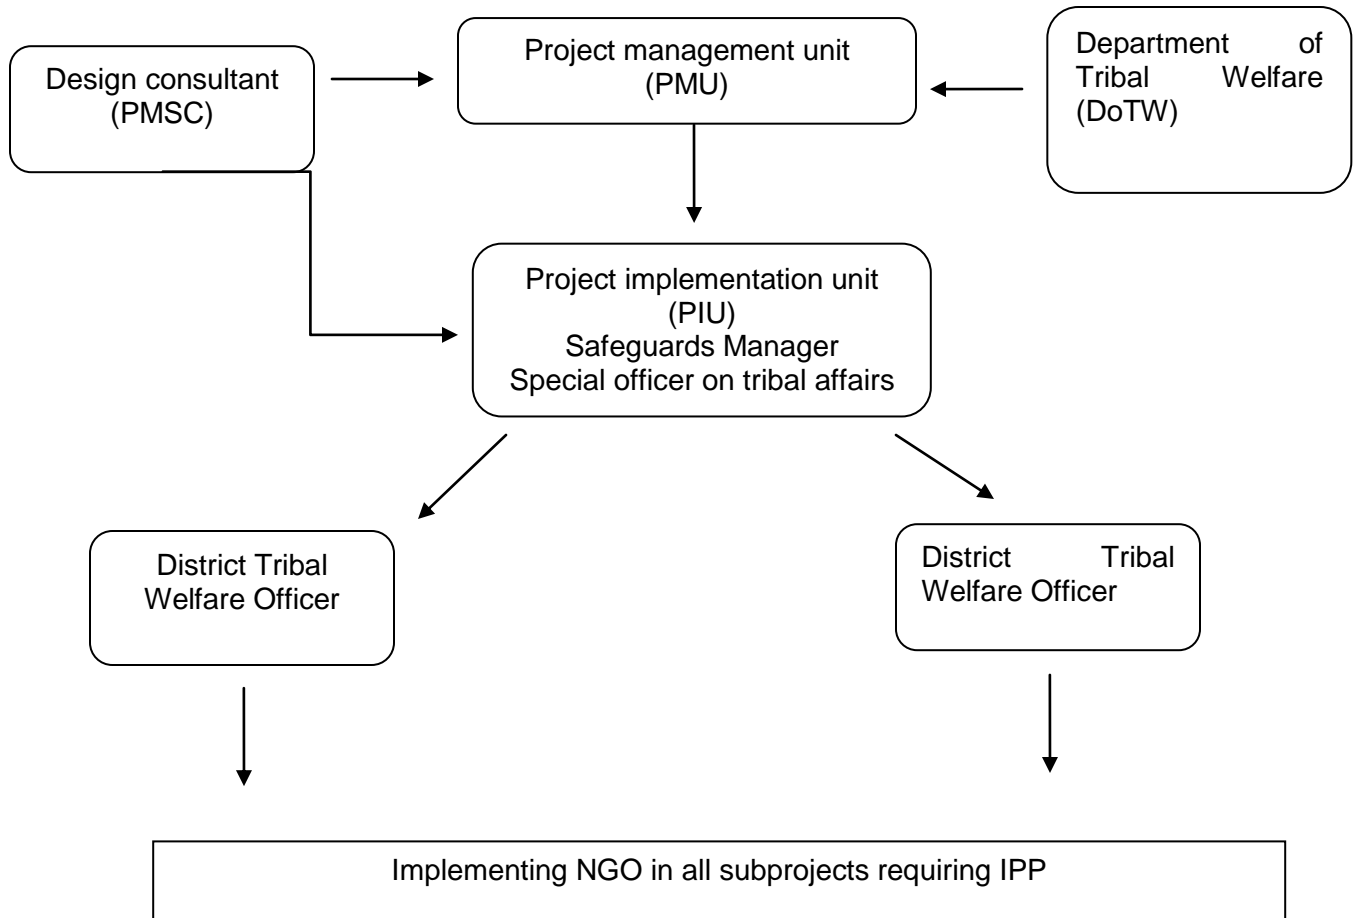 Design consultant
(PMSC)
Project management unit
(PMU)
Department of
Tribal Welfare
(DoTW)
Project implementation unit
(PIU)
Safeguards Manager
Special officer on tribal affairs
District Tribal
Welfare Officer
District Tribal
Welfare Officer
Implementing NGO in all subprojects requiring IPP